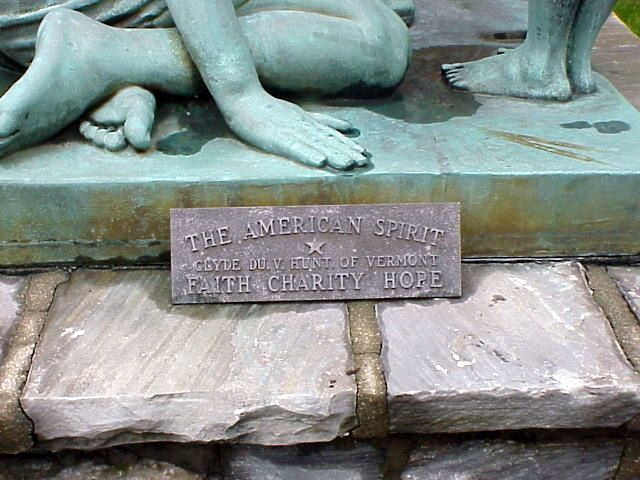 THE AMERICAN SPIRIT
CLYDE DU. V. HUNT. OF VERMONT
FAITH CHARITY HOPE